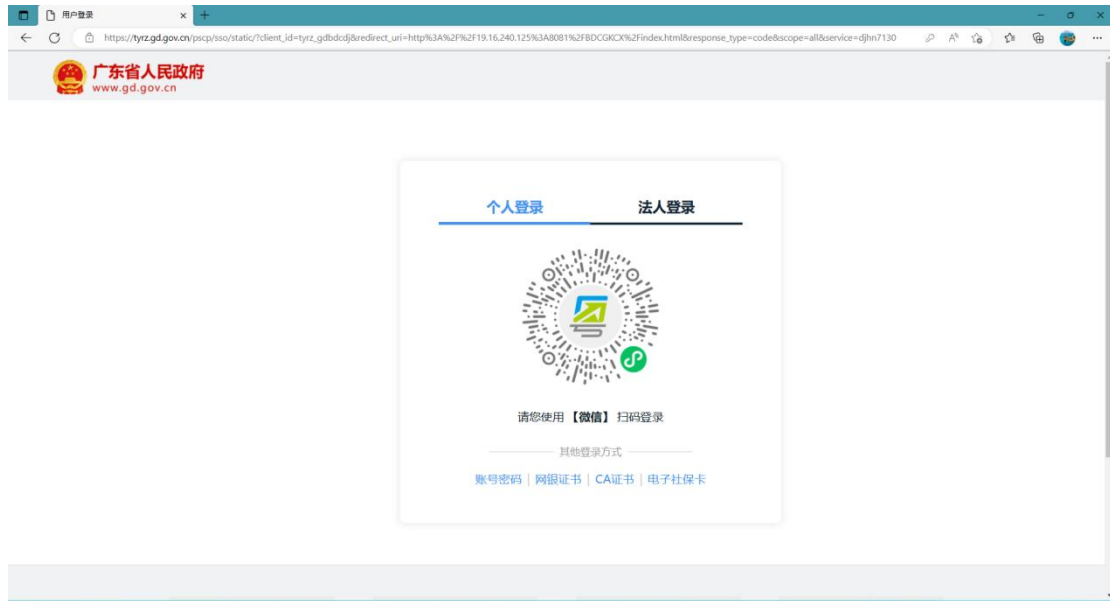 用户登录
https://tyrz.gd.gov.cn/pscp/sso/static/?client_id=tyrz_gdbdcdj&redirect_uri=http%3A%2F%2F19.16.240.125%3A8081%2FBDCGKCX%2Findex.html&response_type=code&scope=all&service=djhn7130
广东省人民政府
www.gd.gov.cn
个人登录 法人登录
请您使用【微信】扫码登录
其他登录方式
账号密码 | 网银证书 | CA证书 | 电子社保卡